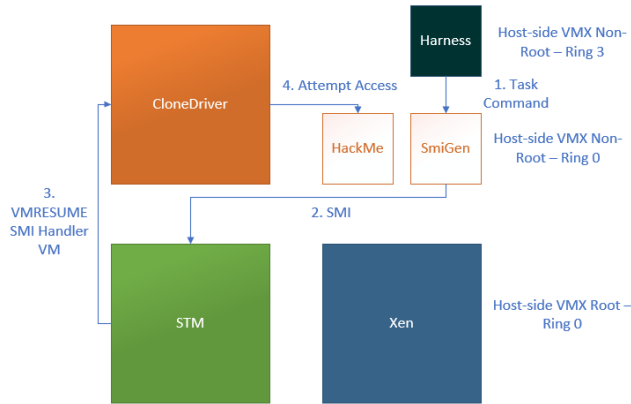 Harness
Host-side VMX Non-
Root – Ring 3
CloneDriver
4. Attempt Access
1. Task
Command
HackMe
SmiGen
Host-side VMX Non-
Root – Ring 0
3.
VMRESUME
SMI Handler
VM
2. SMI
STM
Xen
Host-side VMX Root –
Ring 0